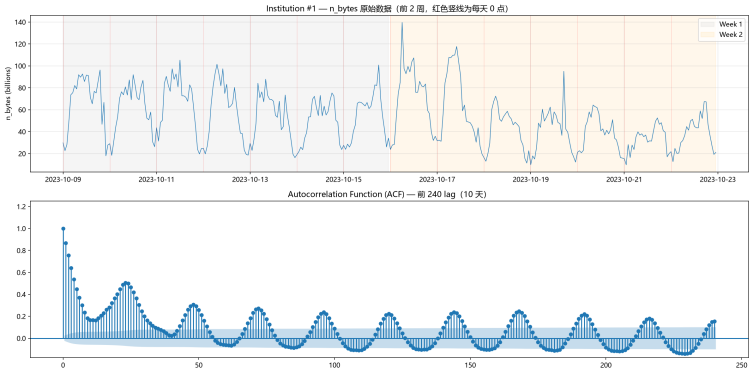 Institution #1 — n_bytes 原始数据（前 2 周，红色竖线为每天 0 点）
Week 1
Week 2
n_bytes (billions)
140
120
100
80
60
40
20
2023-10-09 2023-10-11 2023-10-13 2023-10-15 2023-10-17 2023-10-19 2023-10-21 2023-10-23
Autocorrelation Function (ACF) — 前 240 lag（10 天）
1.2
1.0
0.8
0.6
0.4
0.2
0.0
0 50 100 150 200 250